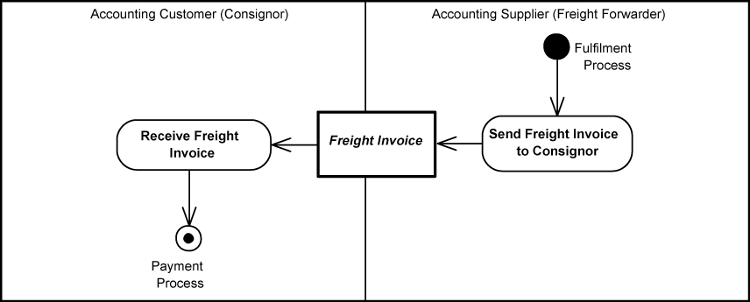 Accounting Customer (Consignor)
Accounting Supplier (Freight Forwarder)
Fulfilment
Process
Send Freight Invoice
to Consignor
Freight Invoice
Receive Freight
Invoice
Payment
Process